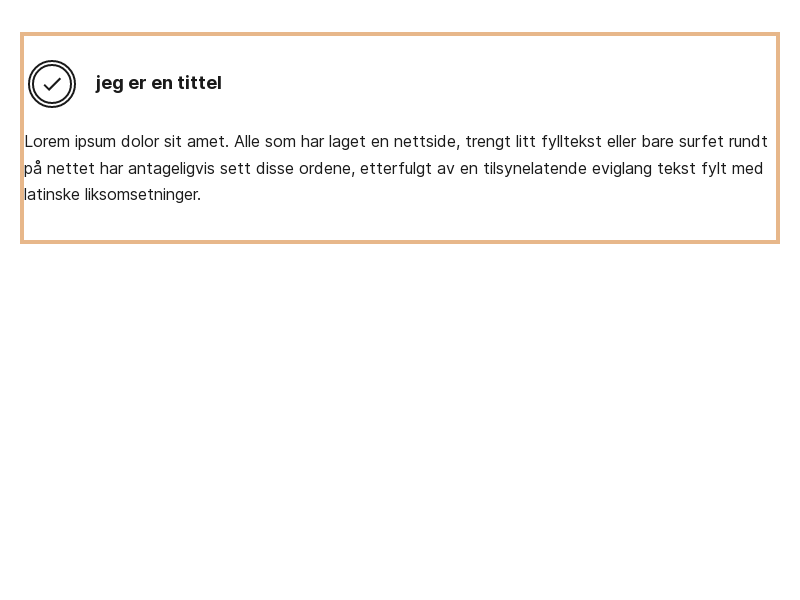 jeg er en tittel
Lorem ipsum dolor sit amet. Alle som har laget en nettside, trengt litt fylltekst eller bare surfet rundt
på nettet har antageligvis sett disse ordene, etterfulgt av en tilsynelatende eviglang tekst fylt med
latinske liksomsetninger.